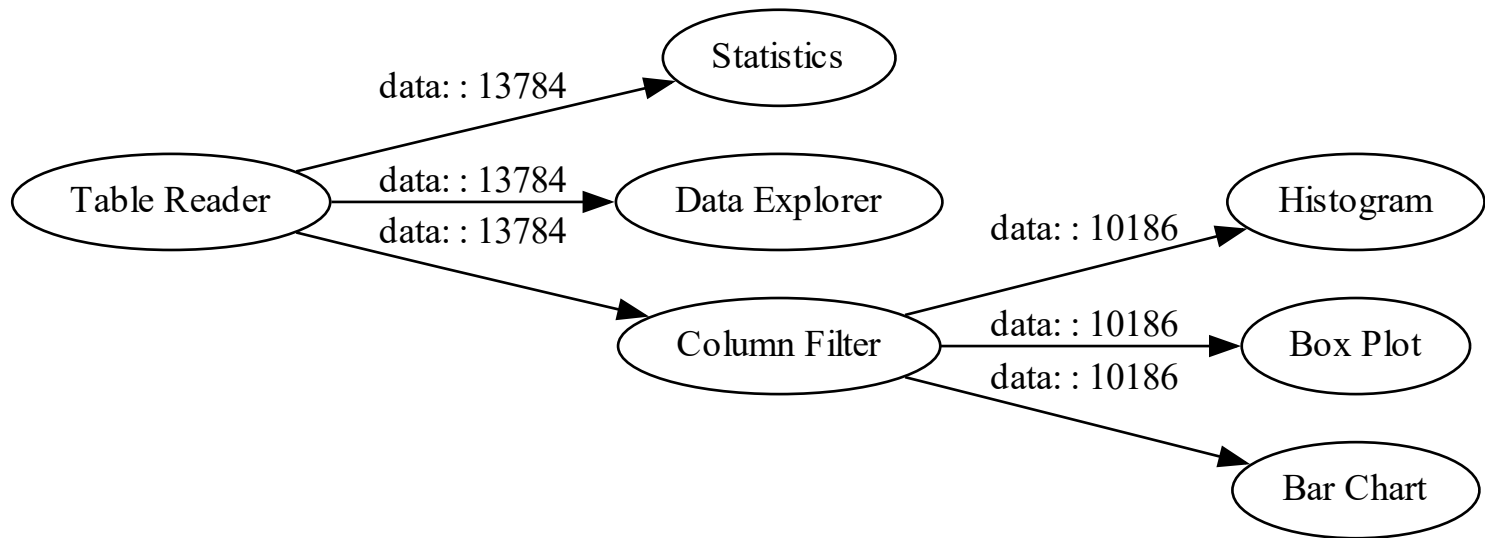 Statistics
data: : 13784
Table Reader
data: : 13784
Data Explorer
data: : 13784
Histogram
data: : 10186
Column Filter
data: : 10186
Box Plot
data: : 10186
Bar Chart